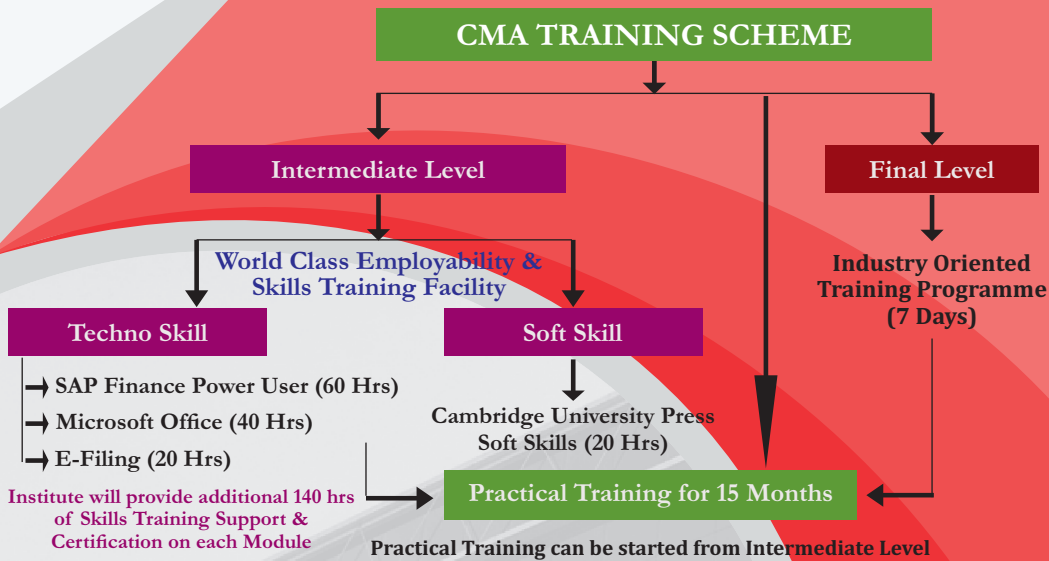 CMA TRAINING SCHEME
Intermediate Level
Final Level
World Class Employability &
Skills Training Facility
Industry Oriented
Training Programme
(7 Days)
Techno Skill
Soft Skill
SAP Finance Power User (60 Hrs)
Microsoft Office (40 Hrs)
E-Filing (20 Hrs)
Cambridge University Press
Soft Skills (20 Hrs)
Institute will provide additional 140 hrs
of Skills Training Support &
Certification on each Module
Practical Training for 15 Months
Practical Training can be started from Intermediate Level